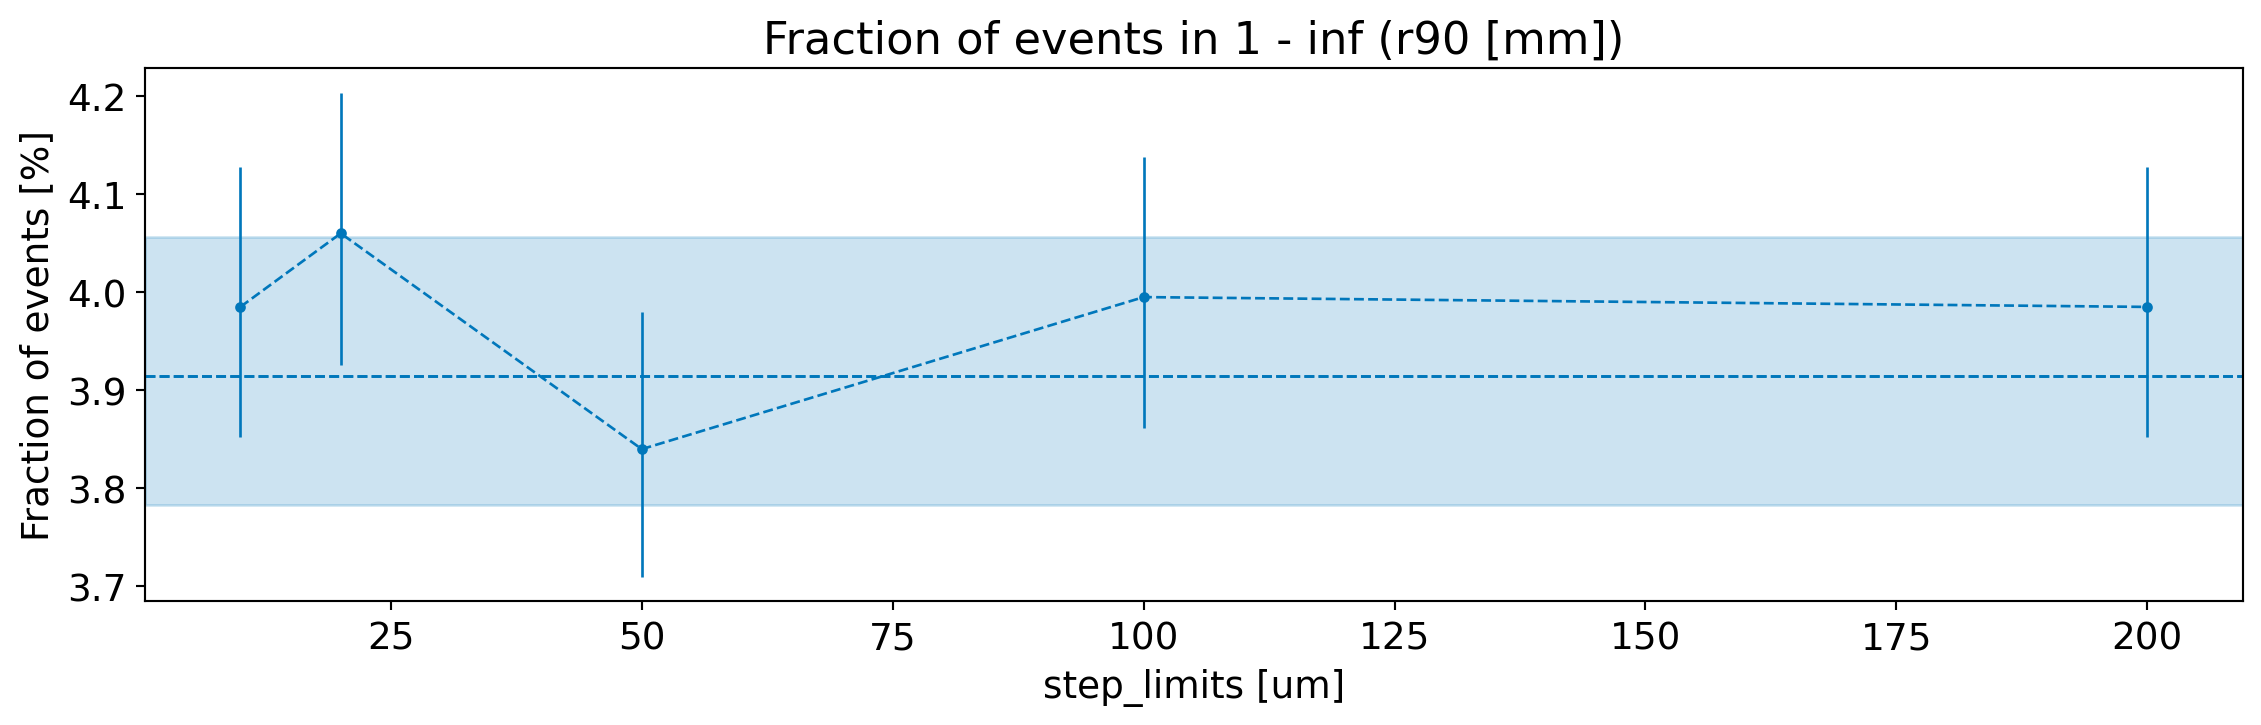 Fraction of events in 1 - inf (r90 [mm])
Fraction of events [%]
4.2
4.1
4.0
3.9
3.8
3.7
25 50 75 100 125 150 175 200
step_limits [um]